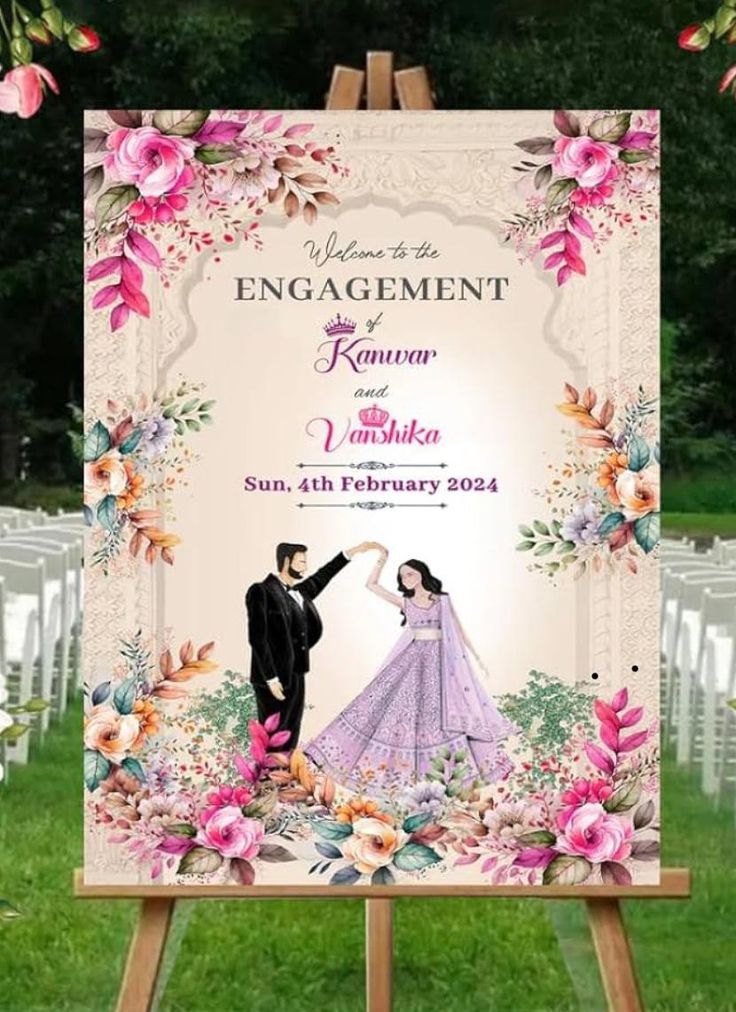 Welcome to the
ENGAGEMENT
of
Kanwar
and
Vanshika
Sun, 4th February 2024